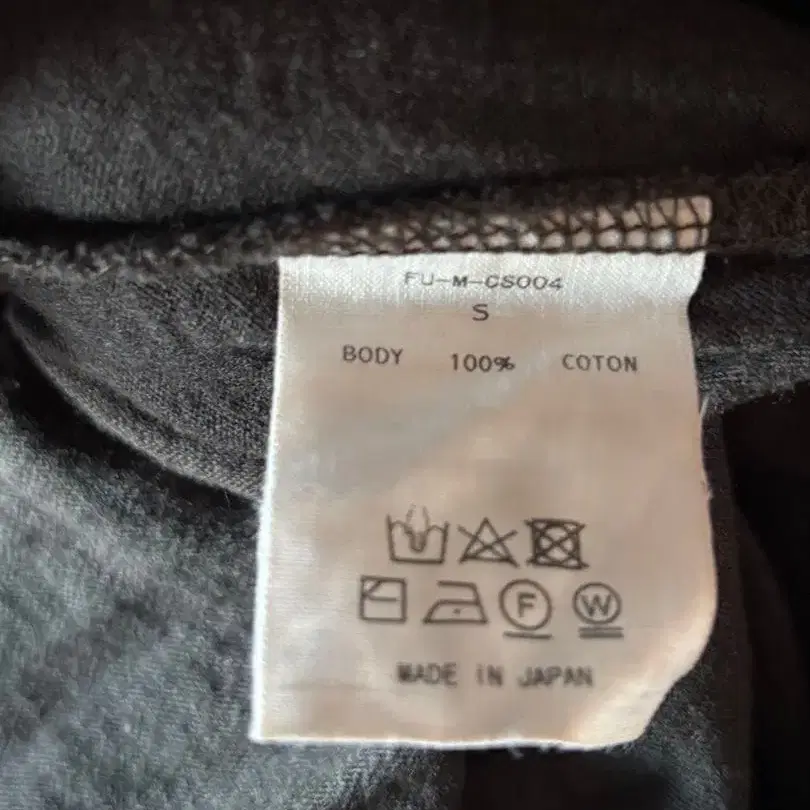 FU-M-CS004
S
BODY 100% COTON
F W
MADE IN JAPAN